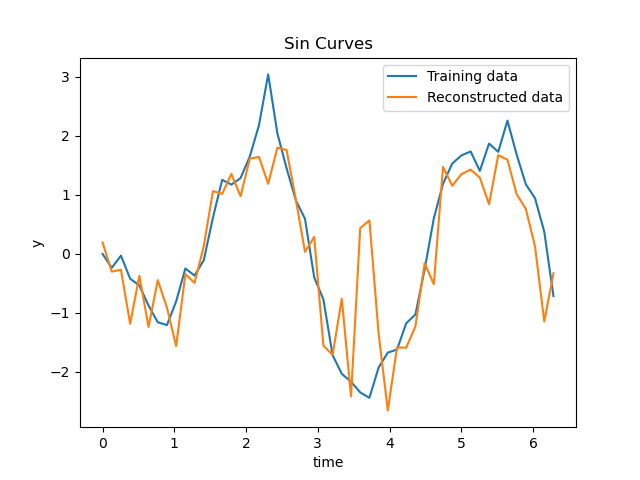 Sin Curves
Training data
Reconstructed data
3
2
1
0
−1
−2
y
0 1 2 3 4 5 6
time